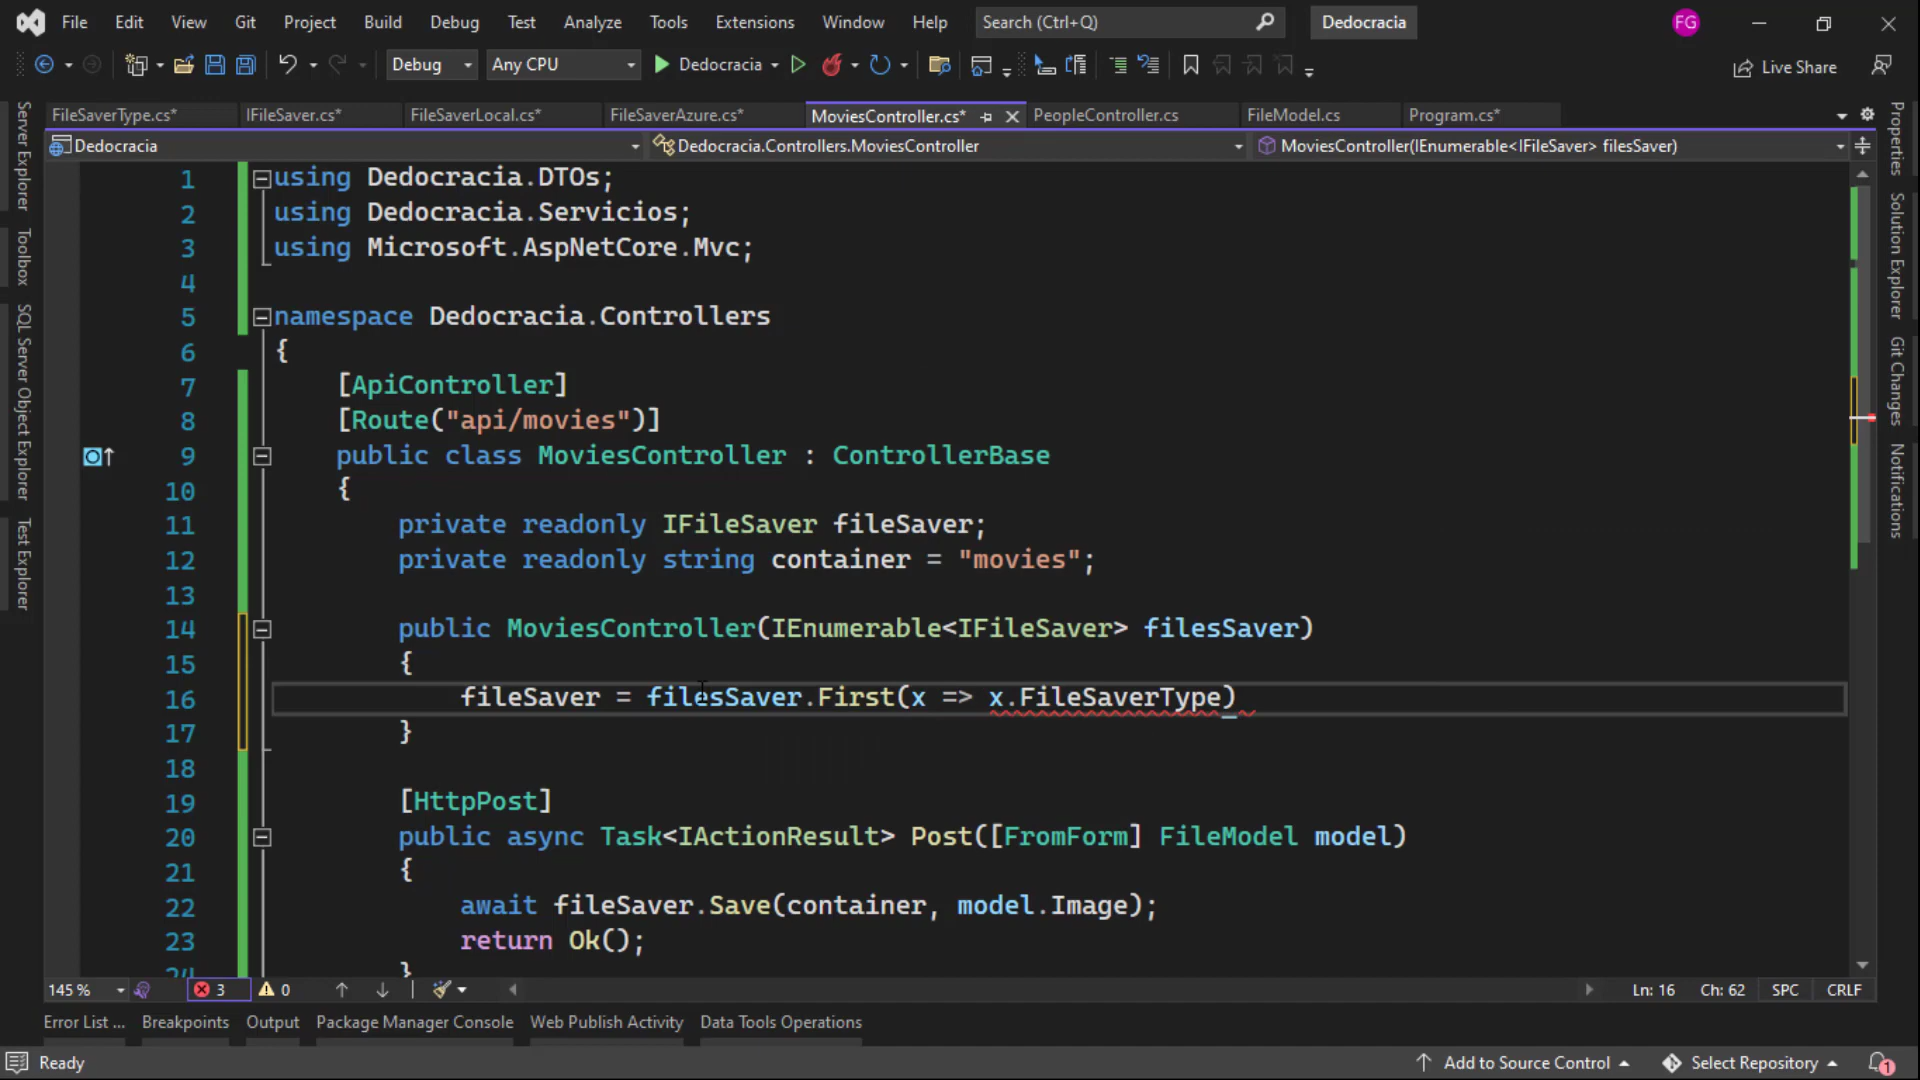 File Edit View Git Project Build Debug Test Analyze Tools Extensions Window Help Search (Ctrl+Q) Dedocracia FG
Debug Any CPU Dedocracia Live Share
FileSaverType.cs* IFileSaver.cs* FileSaverLocal.cs* FileSaverAzure.cs* MoviesController.cs* PeopleController.cs FileModel.cs Program.cs*
Dedocracia Dedocracia.Controllers.MoviesController MoviesController(IEnumerable<IFileSaver> filesSaver)
Server Explorer
Toolbox
SQL Server Object Explorer
Test Explorer
1 using Dedocracia.DTOs;
2 using Dedocracia.Servicios;
3 using Microsoft.AspNetCore.Mvc;
4
5 namespace Dedocracia.Controllers
6 {
7 [ApiController]
8 [Route("api/movies")]
9 public class MoviesController : ControllerBase
10 {
11 private readonly IFileSaver fileSaver;
12 private readonly string container = "movies";
13
14 public MoviesController(IEnumerable<IFileSaver> filesSaver)
15 {
16 fileSaver = filesSaver.First(x => x.FileSaverType)
17 }
18
19 [HttpPost]
20 public async Task<IActionResult> Post([FromForm] FileModel model)
21 {
22 await fileSaver.Save(container, model.Image);
23 return Ok();
24 }
Properties
Solution Explorer
Git Changes
Notifications
145 % 3 0 Ln: 16 Ch: 62 SPC CRLF
Error List ... Breakpoints Output Package Manager Console Web Publish Activity Data Tools Operations
Ready Add to Source Control Select Repository 1